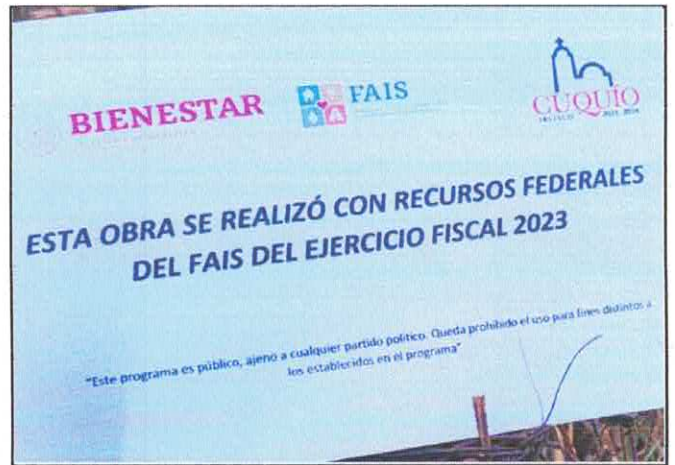 BIENESTAR
FAIS
CUQUÍO
ESTA OBRA SE REALIZÓ CON RECURSOS FEDERALES
DEL FAIS DEL EJERCICIO FISCAL 2023
"Este programa es público, ajeno a cualquier partido político. Queda prohibido el uso para fines distintos a
los establecidos en el programa"